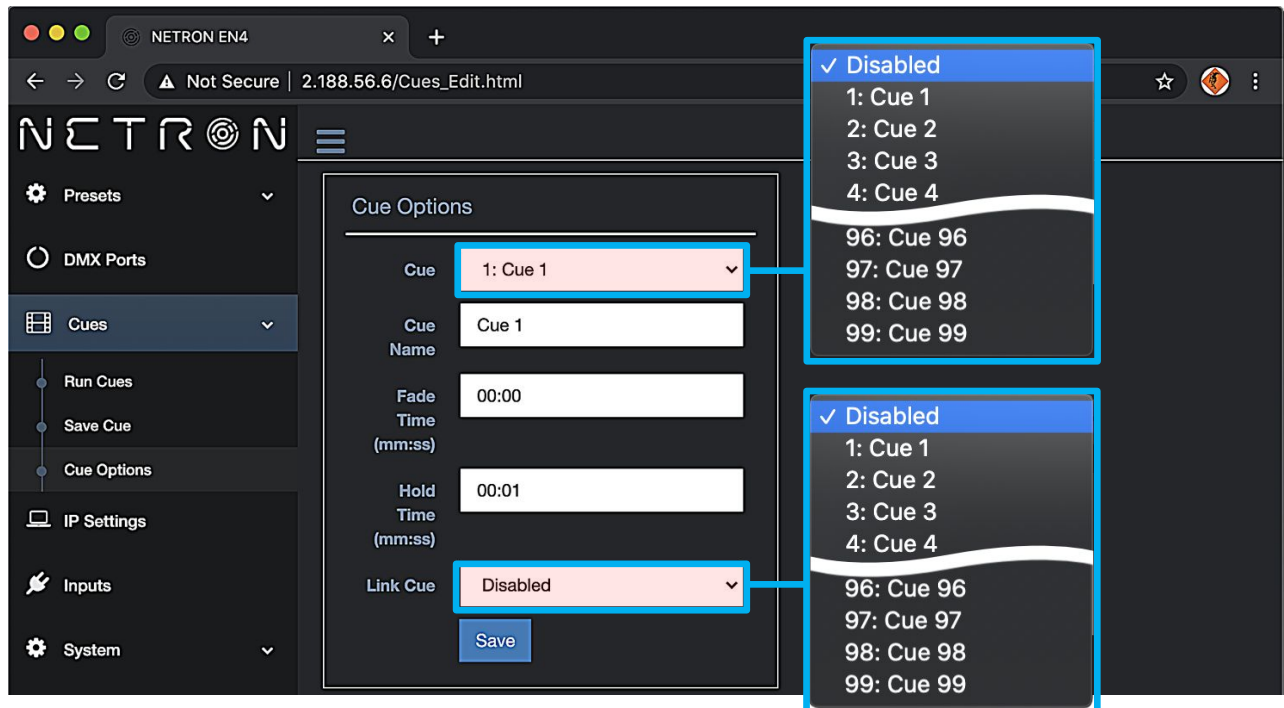 NETRON EN4
Not Secure | 2.188.56.6/Cues_Edit.html
NETRON
Presets
DMX Ports
Cues
Run Cues
Save Cue
Cue Options
IP Settings
Inputs
System
Cue Options
Cue 1: Cue 1
Cue Name Cue 1
Fade Time (mm:ss) 00:00
Hold Time (mm:ss) 00:01
Link Cue Disabled
Save
✓ Disabled
1: Cue 1
2: Cue 2
3: Cue 3
4: Cue 4
96: Cue 96
97: Cue 97
98: Cue 98
99: Cue 99
✓ Disabled
1: Cue 1
2: Cue 2
3: Cue 3
4: Cue 4
96: Cue 96
97: Cue 97
98: Cue 98
99: Cue 99